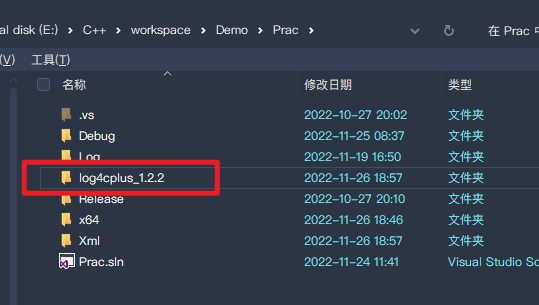 al disk (E:) > C++ > workspace > Demo > Prac > 在 Prac 中
(V) 工具(T)
名称 修改日期 类型
.vs 2022-10-27 20:02 文件夹
Debug 2022-11-25 08:37 文件夹
Log 2022-11-19 16:50 文件夹
log4cplus_1.2.2 2022-11-26 18:57 文件夹
Release 2022-10-27 20:10 文件夹
x64 2022-11-26 18:46 文件夹
Xml 2022-11-26 18:57 文件夹
Prac.sln 2022-11-24 11:41 Visual Studio So